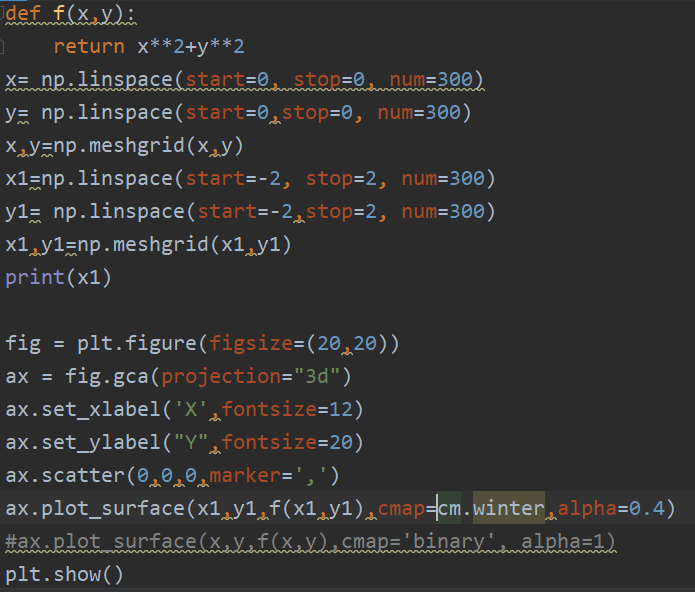 def f(x,y):
    return x**2+y**2
x= np.linspace(start=0, stop=0, num=300)
y= np.linspace(start=0,stop=0, num=300)
x,y=np.meshgrid(x,y)
x1=np.linspace(start=-2, stop=2, num=300)
y1= np.linspace(start=-2,stop=2, num=300)
x1,y1=np.meshgrid(x1,y1)
print(x1)

fig = plt.figure(figsize=(20,20))
ax = fig.gca(projection="3d")
ax.set_xlabel('X',fontsize=12)
ax.set_ylabel("Y",fontsize=20)
ax.scatter(0,0,0,marker=',')
ax.plot_surface(x1,y1,f(x1,y1),cmap=cm.winter,alpha=0.4)
#ax.plot_surface(x,y,f(x,y),cmap='binary', alpha=1)
plt.show()